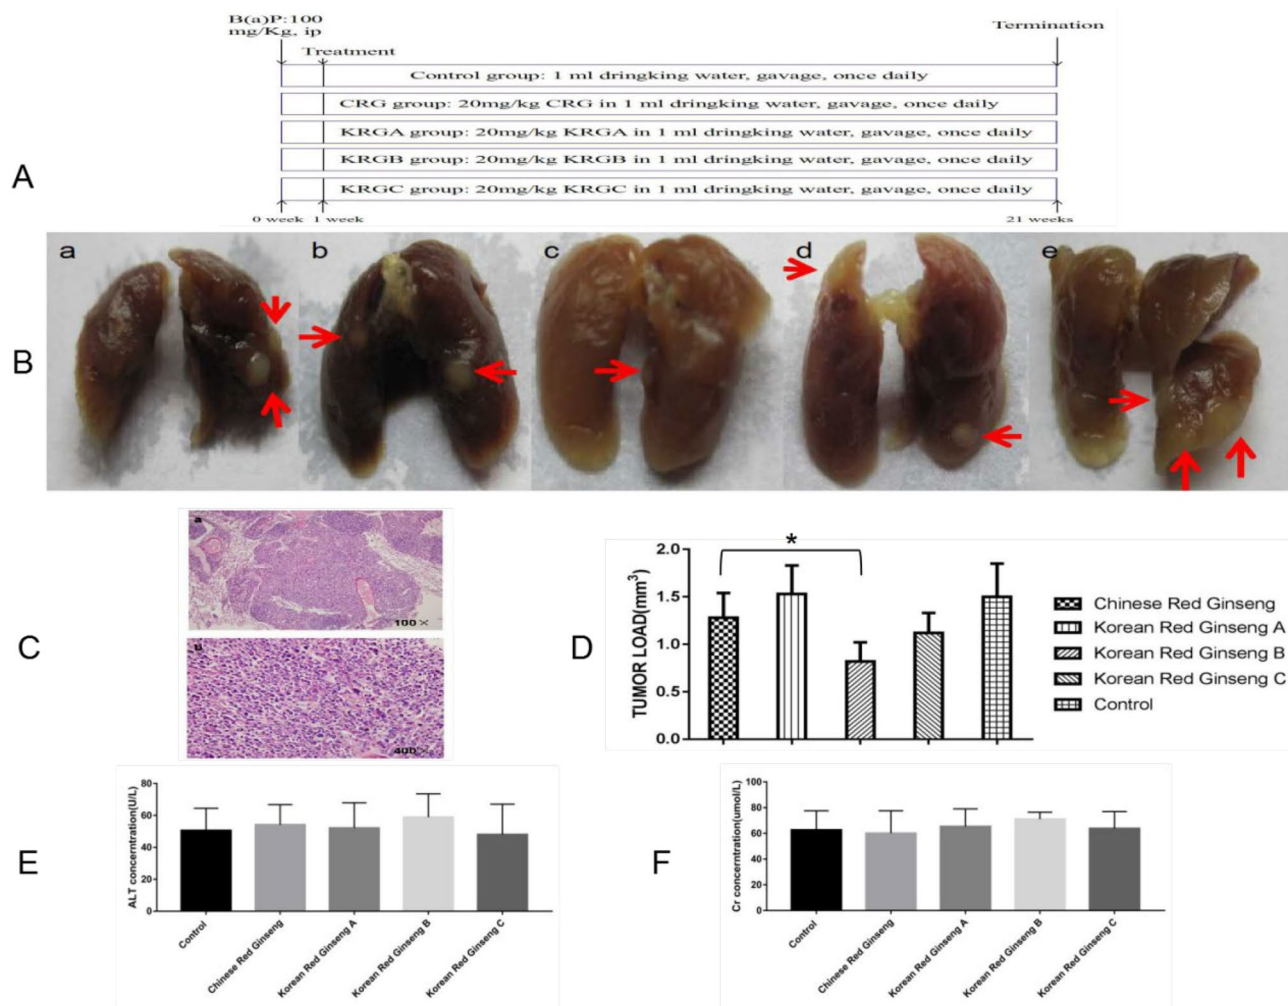 B(a)P:100
mg/Kg, ip
Termination
Treatment
Control group: 1 ml dringking water, gavage, once daily
CRG group: 20mg/kg CRG in 1 ml dringking water, gavage, once daily
KRGA group: 20mg/kg KRGA in 1 ml dringking water, gavage, once daily
KRGB group: 20mg/kg KRGB in 1 ml dringking water, gavage, once daily
KRGC group: 20mg/kg KRGC in 1 ml dringking water, gavage, once daily
A
0 week 1 week 21 weeks
B
a b c d e
C
a
100×
400×
D
*
TUMOR LOAD(mm³)
2.0
1.5
1.0
0.5
0.0
Chinese Red Ginseng
Korean Red Ginseng A
Korean Red Ginseng B
Korean Red Ginseng C
Control
E
ALT concerntration(U/L)
80
60
40
20
0
Control
Chinese Red Ginseng
Korean Red Ginseng A
Korean Red Ginseng B
Korean Red Ginseng C
F
Cr concerntration(umol/L)
100
80
60
40
20
0
Control
Chinese Red Ginseng
Korean Red Ginseng A
Korean Red Ginseng B
Korean Red Ginseng C